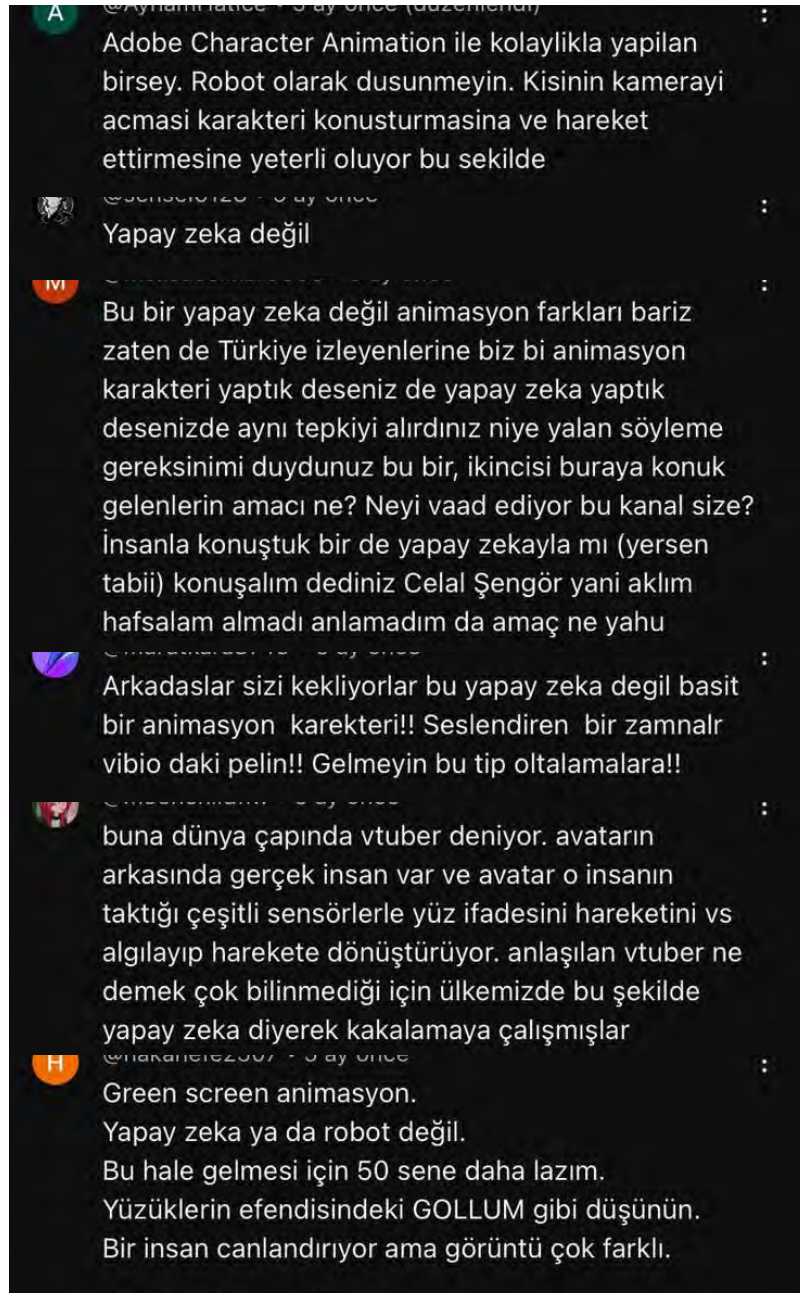 A
Adobe Character Animation ile kolaylikla yapilan
birsey. Robot olarak dusunmeyin. Kisinin kamerayi
acmasi karakteri konusturmasina ve hareket
ettirmesine yeterli oluyor bu sekilde
Yapay zeka değil
M
Bu bir yapay zeka değil animasyon farkları bariz
zaten de Türkiye izleyenlerine biz bi animasyon
karakteri yaptık deseniz de yapay zeka yaptık
desenizde aynı tepkiyi alırdınız niye yalan söyleme
gereksinimi duydunuz bu bir, ikincisi buraya konuk
gelenlerin amacı ne? Neyi vaad ediyor bu kanal size?
İnsanla konuştuk bir de yapay zekayla mı (yersen
tabii) konuşalım dediniz Celal Şengör yani aklım
hafsalam almadı anlamadım da amaç ne yahu
Arkadaslar sizi kekliyorlar bu yapay zeka degil basit
bir animasyon karekteri!! Seslendiren bir zamnalr
vibio daki pelin!! Gelmeyin bu tip oltalamalara!!
buna dünya çapında vtuber deniyor. avatarın
arkasında gerçek insan var ve avatar o insanın
taktığı çeşitli sensörlerle yüz ifadesini hareketini vs
algılayıp harekete dönüştürüyor. anlaşılan vtuber ne
demek çok bilinmediği için ülkemizde bu şekilde
yapay zeka diyerek kakalamaya çalışmışlar
H
Green screen animasyon.
Yapay zeka ya da robot değil.
Bu hale gelmesi için 50 sene daha lazım.
Yüzüklerin efendisindeki GOLLUM gibi düşünün.
Bir insan canlandırıyor ama görüntü çok farklı.